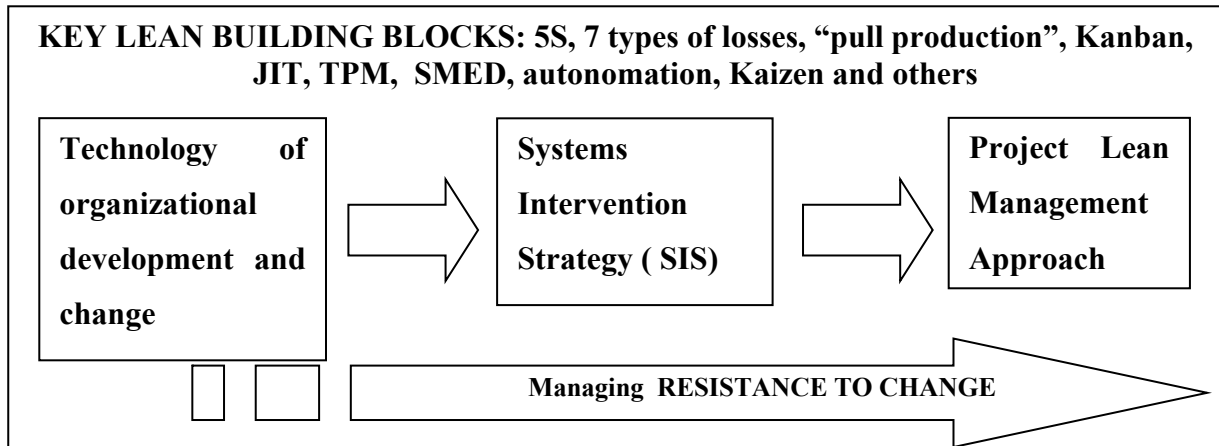 KEY LEAN BUILDING BLOCKS: 5S, 7 types of losses, “pull production”, Kanban,
JIT, TPM,  SMED, autonomation, Kaizen and others
Technology of
organizational
development and
change
Systems
Intervention
Strategy ( SIS)
Project Lean
Management
Approach
Managing  RESISTANCE TO CHANGE